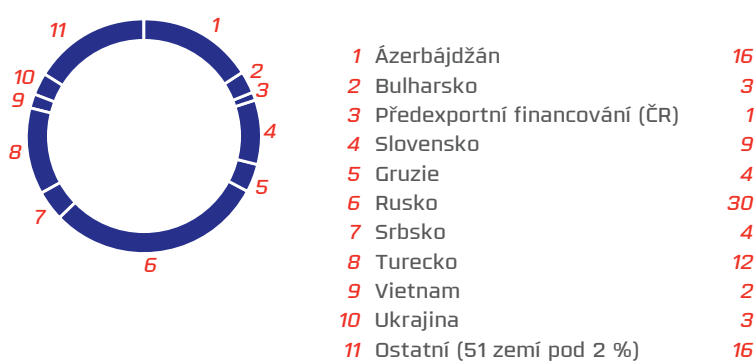 11
1
10
2
3
9
4
8
5
7
6
1 Ázerbájdžán 16
2 Bulharsko 3
3 Předexportní financování (ČR) 1
4 Slovensko 9
5 Gruzie 4
6 Rusko 30
7 Srbsko 4
8 Turecko 12
9 Vietnam 2
10 Ukrajina 3
11 Ostatní (51 zemí pod 2 %) 16